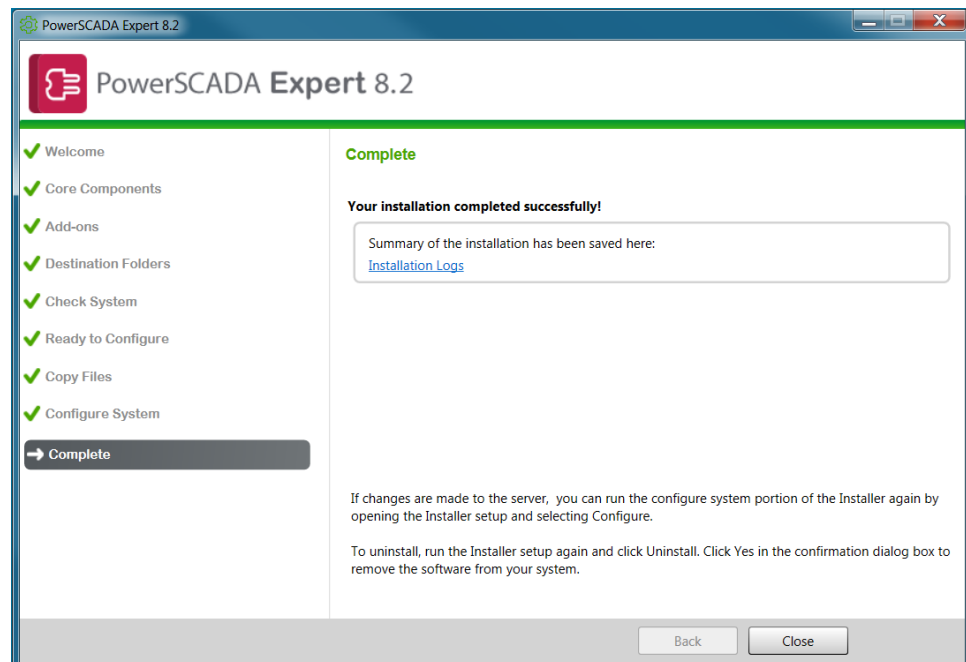 PowerSCADA Expert 8.2
PowerSCADA Expert 8.2
Welcome
Core Components
Add-ons
Destination Folders
Check System
Ready to Configure
Copy Files
Configure System
Complete
Complete
Your installation completed successfully!
Summary of the installation has been saved here:
Installation Logs
If changes are made to the server,  you can run the configure system portion of the Installer again by
opening the Installer setup and selecting Configure.
To uninstall, run the Installer setup again and click Uninstall. Click Yes in the confirmation dialog box to
remove the software from your system.
Back
Close